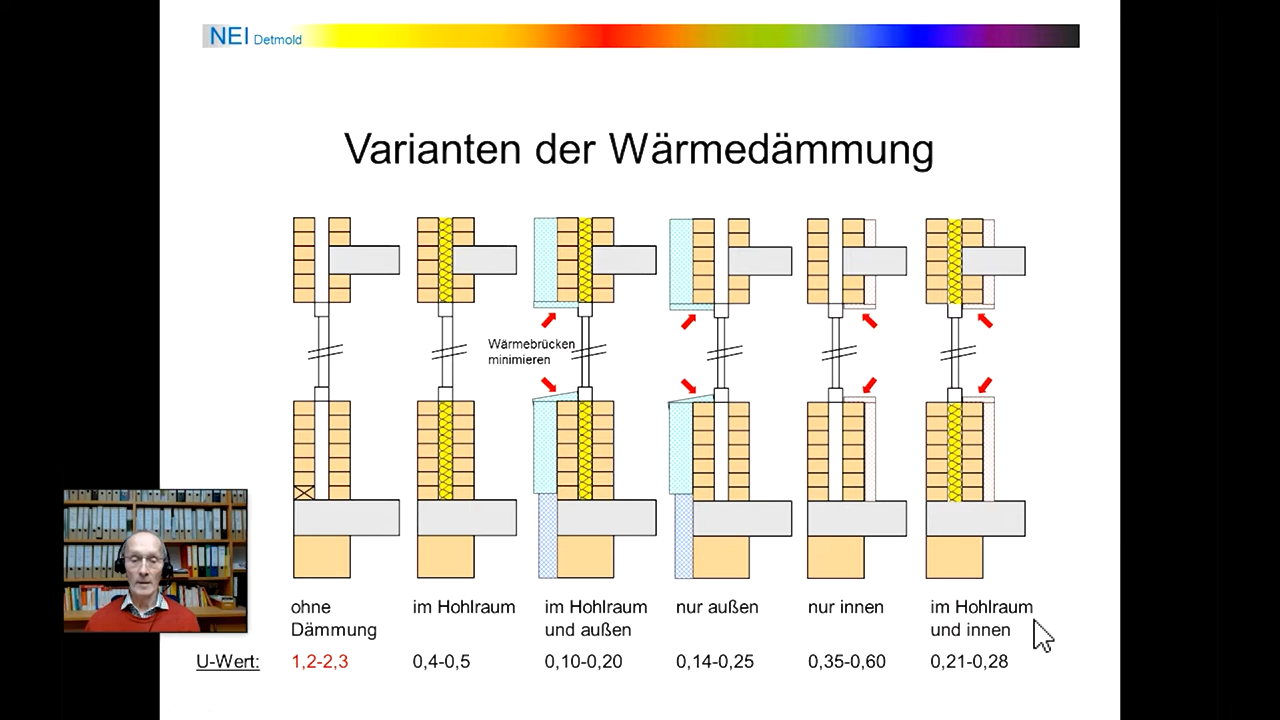 NEI Detmold
Varianten der Wärmedämmung
Wärmebrücken
minimieren
ohne
Dämmung
im Hohlraum
im Hohlraum
und außen
nur außen
nur innen
im Hohlraum
und innen
U-Wert: 1,2-2,3 0,4-0,5 0,10-0,20 0,14-0,25 0,35-0,60 0,21-0,28